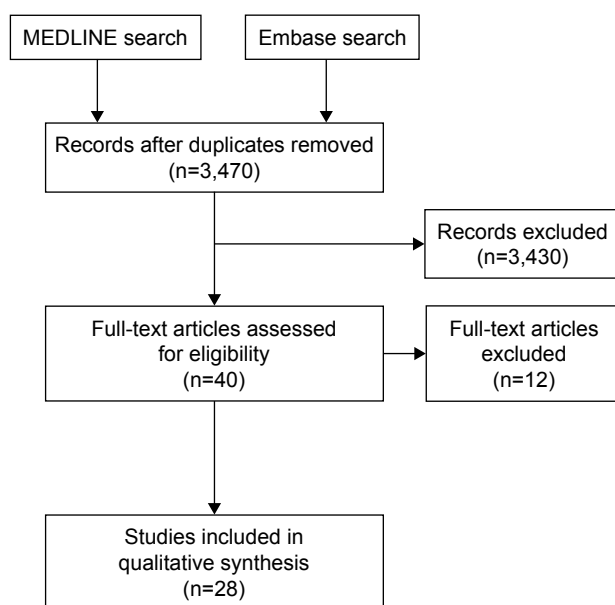 MEDLINE search
Embase search
Records after duplicates removed
(n=3,470)
Records excluded
(n=3,430)
Full-text articles assessed
for eligibility
(n=40)
Full-text articles
excluded
(n=12)
Studies included in
qualitative synthesis
(n=28)